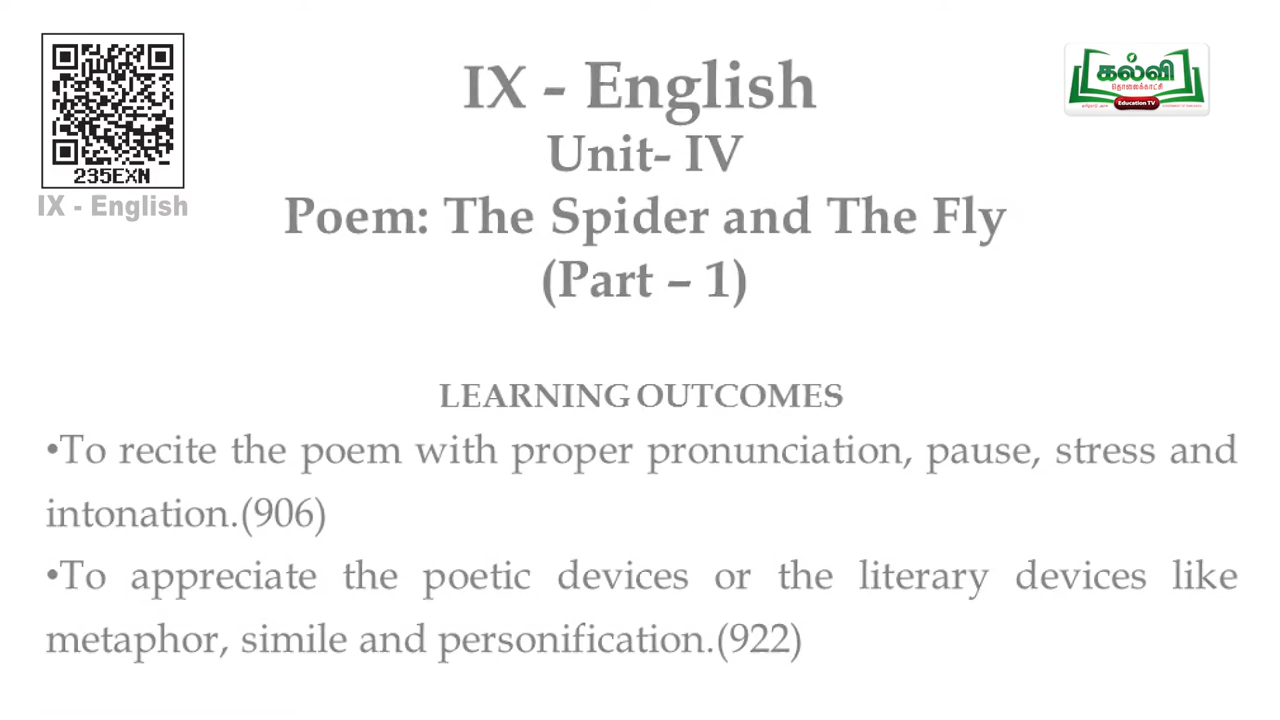 IX - English
Unit- IV
Poem: The Spider and The Fly
(Part – 1)
235EXN
IX - English
கல்வி
தொலைக்காட்சி
Education TV
LEARNING OUTCOMES
•To recite the poem with proper pronunciation, pause, stress and
intonation.(906)
•To appreciate the poetic devices or the literary devices like
metaphor, simile and personification.(922)